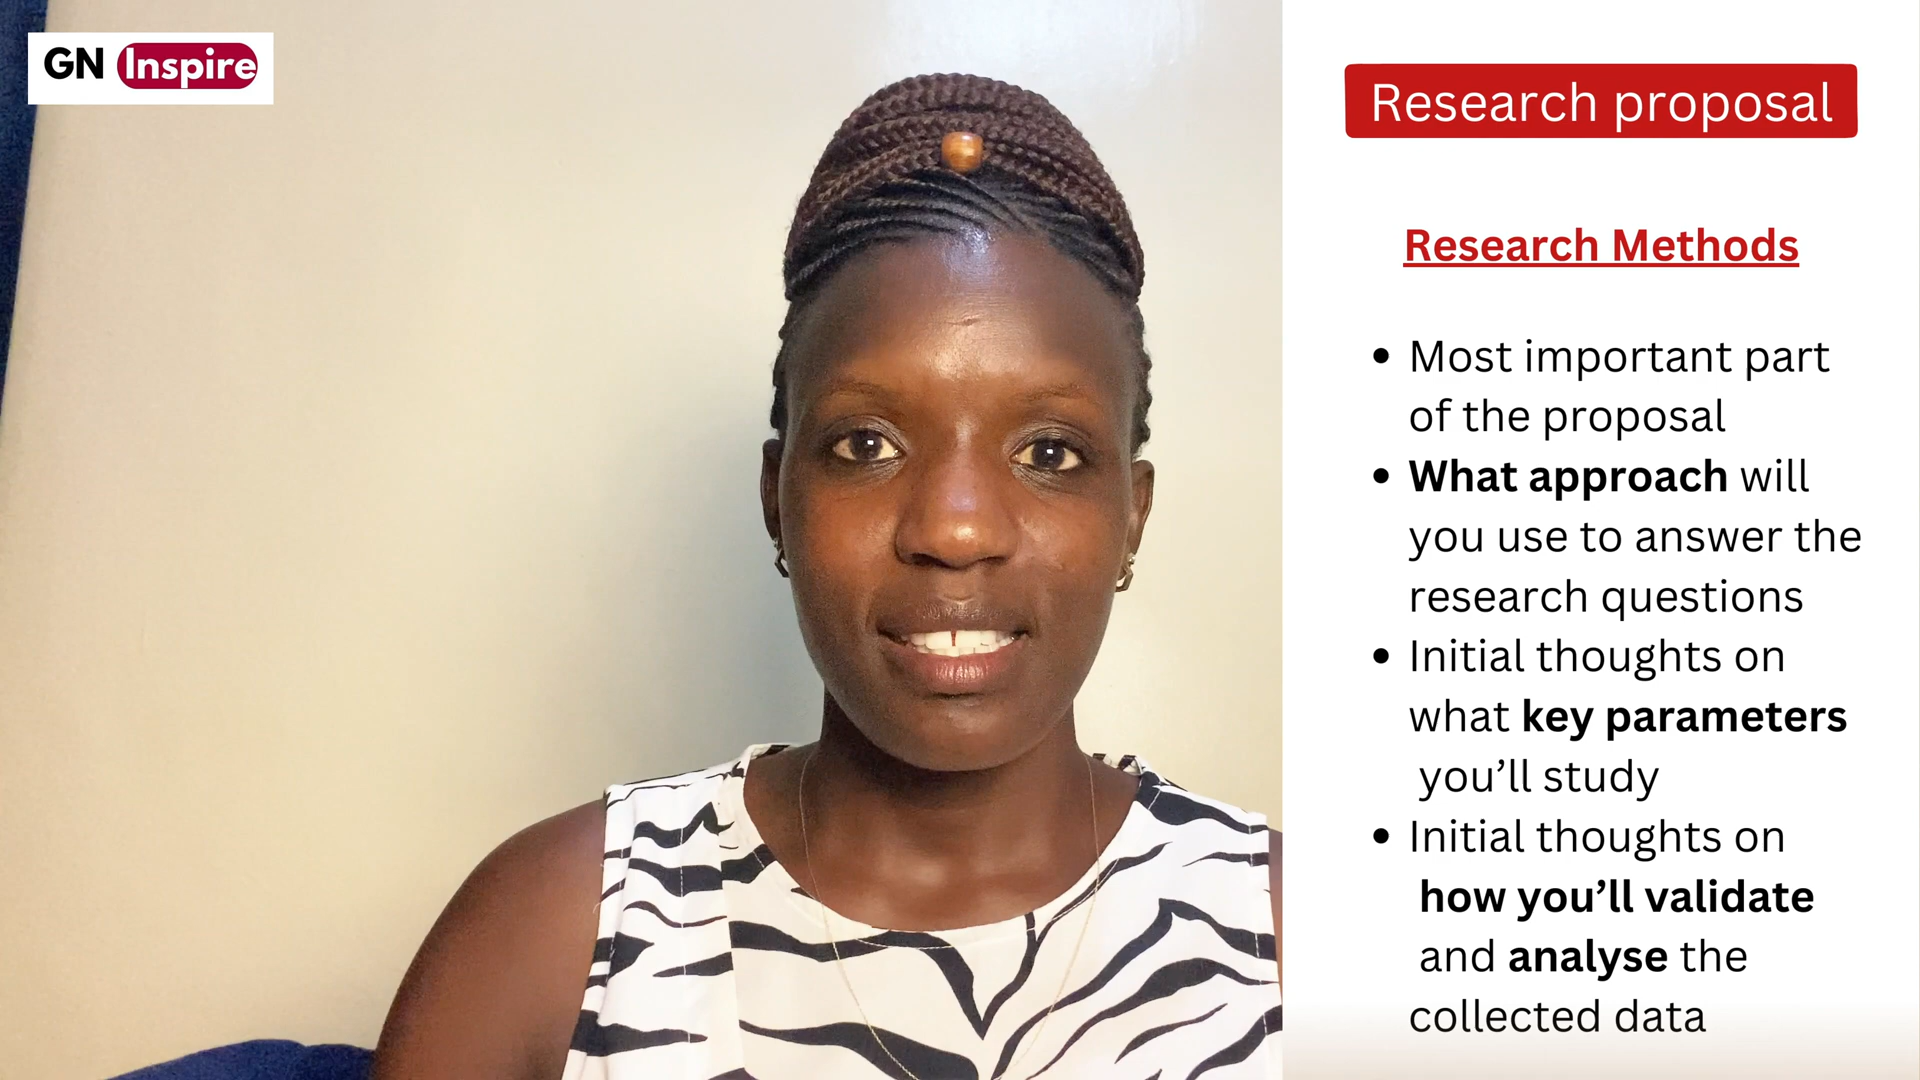 GN Inspire
Research proposal
Research Methods
• Most important part
of the proposal
• What approach will
you use to answer the
research questions
• Initial thoughts on
what key parameters
you’ll study
• Initial thoughts on
how you’ll validate
and analyse the
collected data